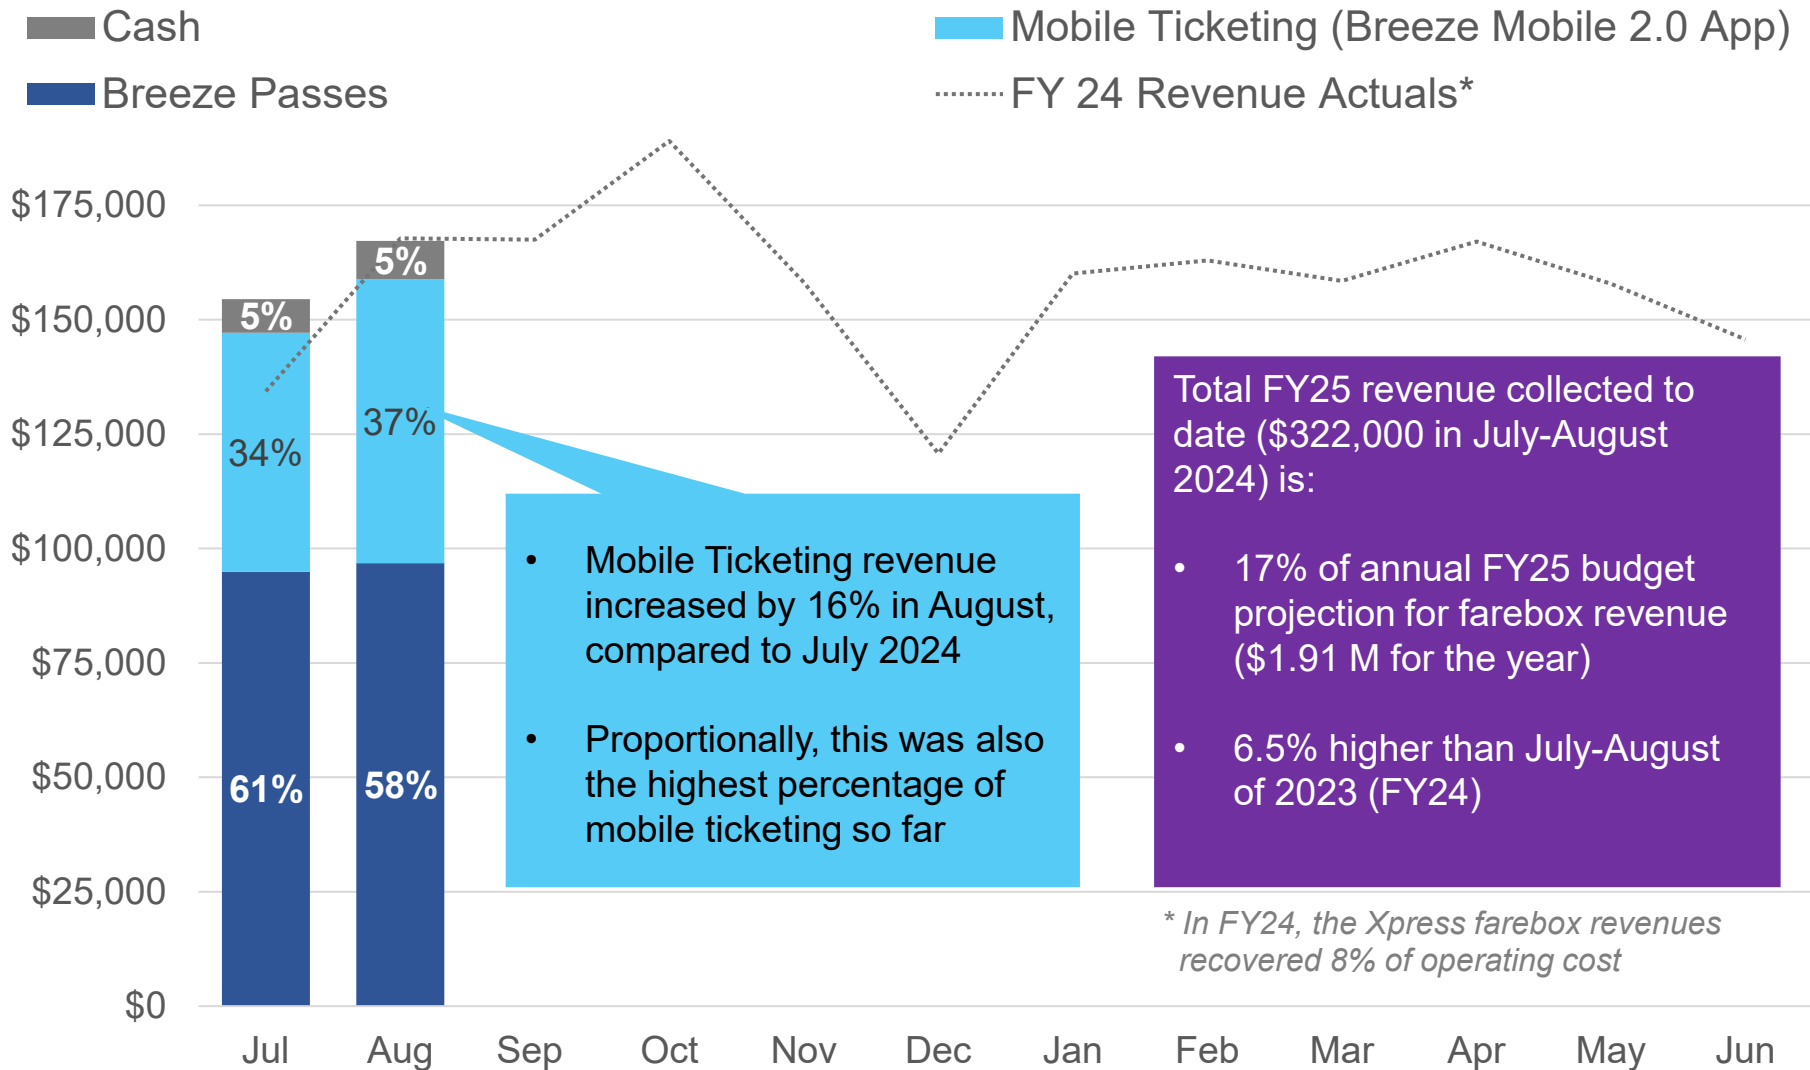 Cash
Mobile Ticketing (Breeze Mobile 2.0 App)
Breeze Passes
FY 24 Revenue Actuals*
$175,000
$150,000
$125,000
$100,000
$75,000
$50,000
$25,000
$0
5%
34%
61%
5%
37%
58%
• Mobile Ticketing revenue
increased by 16% in August,
compared to July 2024
• Proportionally, this was also
the highest percentage of
mobile ticketing so far
Total FY25 revenue collected to
date ($322,000 in July-August
2024) is:
• 17% of annual FY25 budget
projection for farebox revenue
($1.91 M for the year)
• 6.5% higher than July-August
of 2023 (FY24)
* In FY24, the Xpress farebox revenues
recovered 8% of operating cost
Jul Aug Sep Oct Nov Dec Jan Feb Mar Apr May Jun